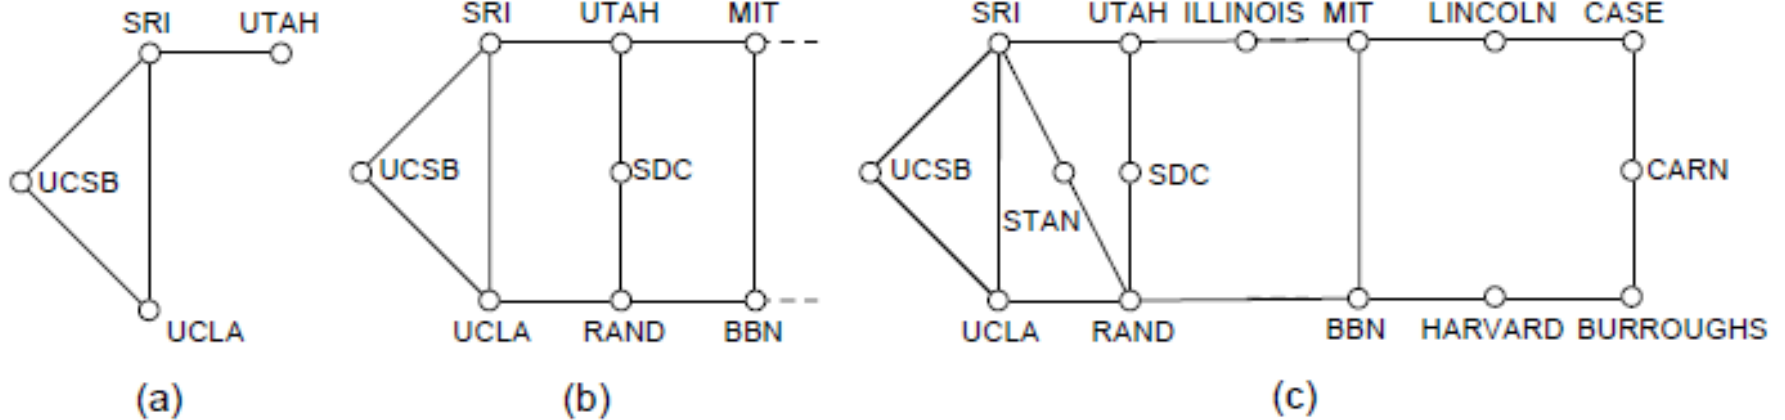 SRI UTAH
UCSB
UCLA
(a)
SRI UTAH MIT
UCSB SDC
UCLA RAND BBN
(b)
SRI UTAH ILLINOIS MIT LINCOLN CASE
UCSB SDC CARN
STAN
UCLA RAND BBN HARVARD BURROUGHS
(c)